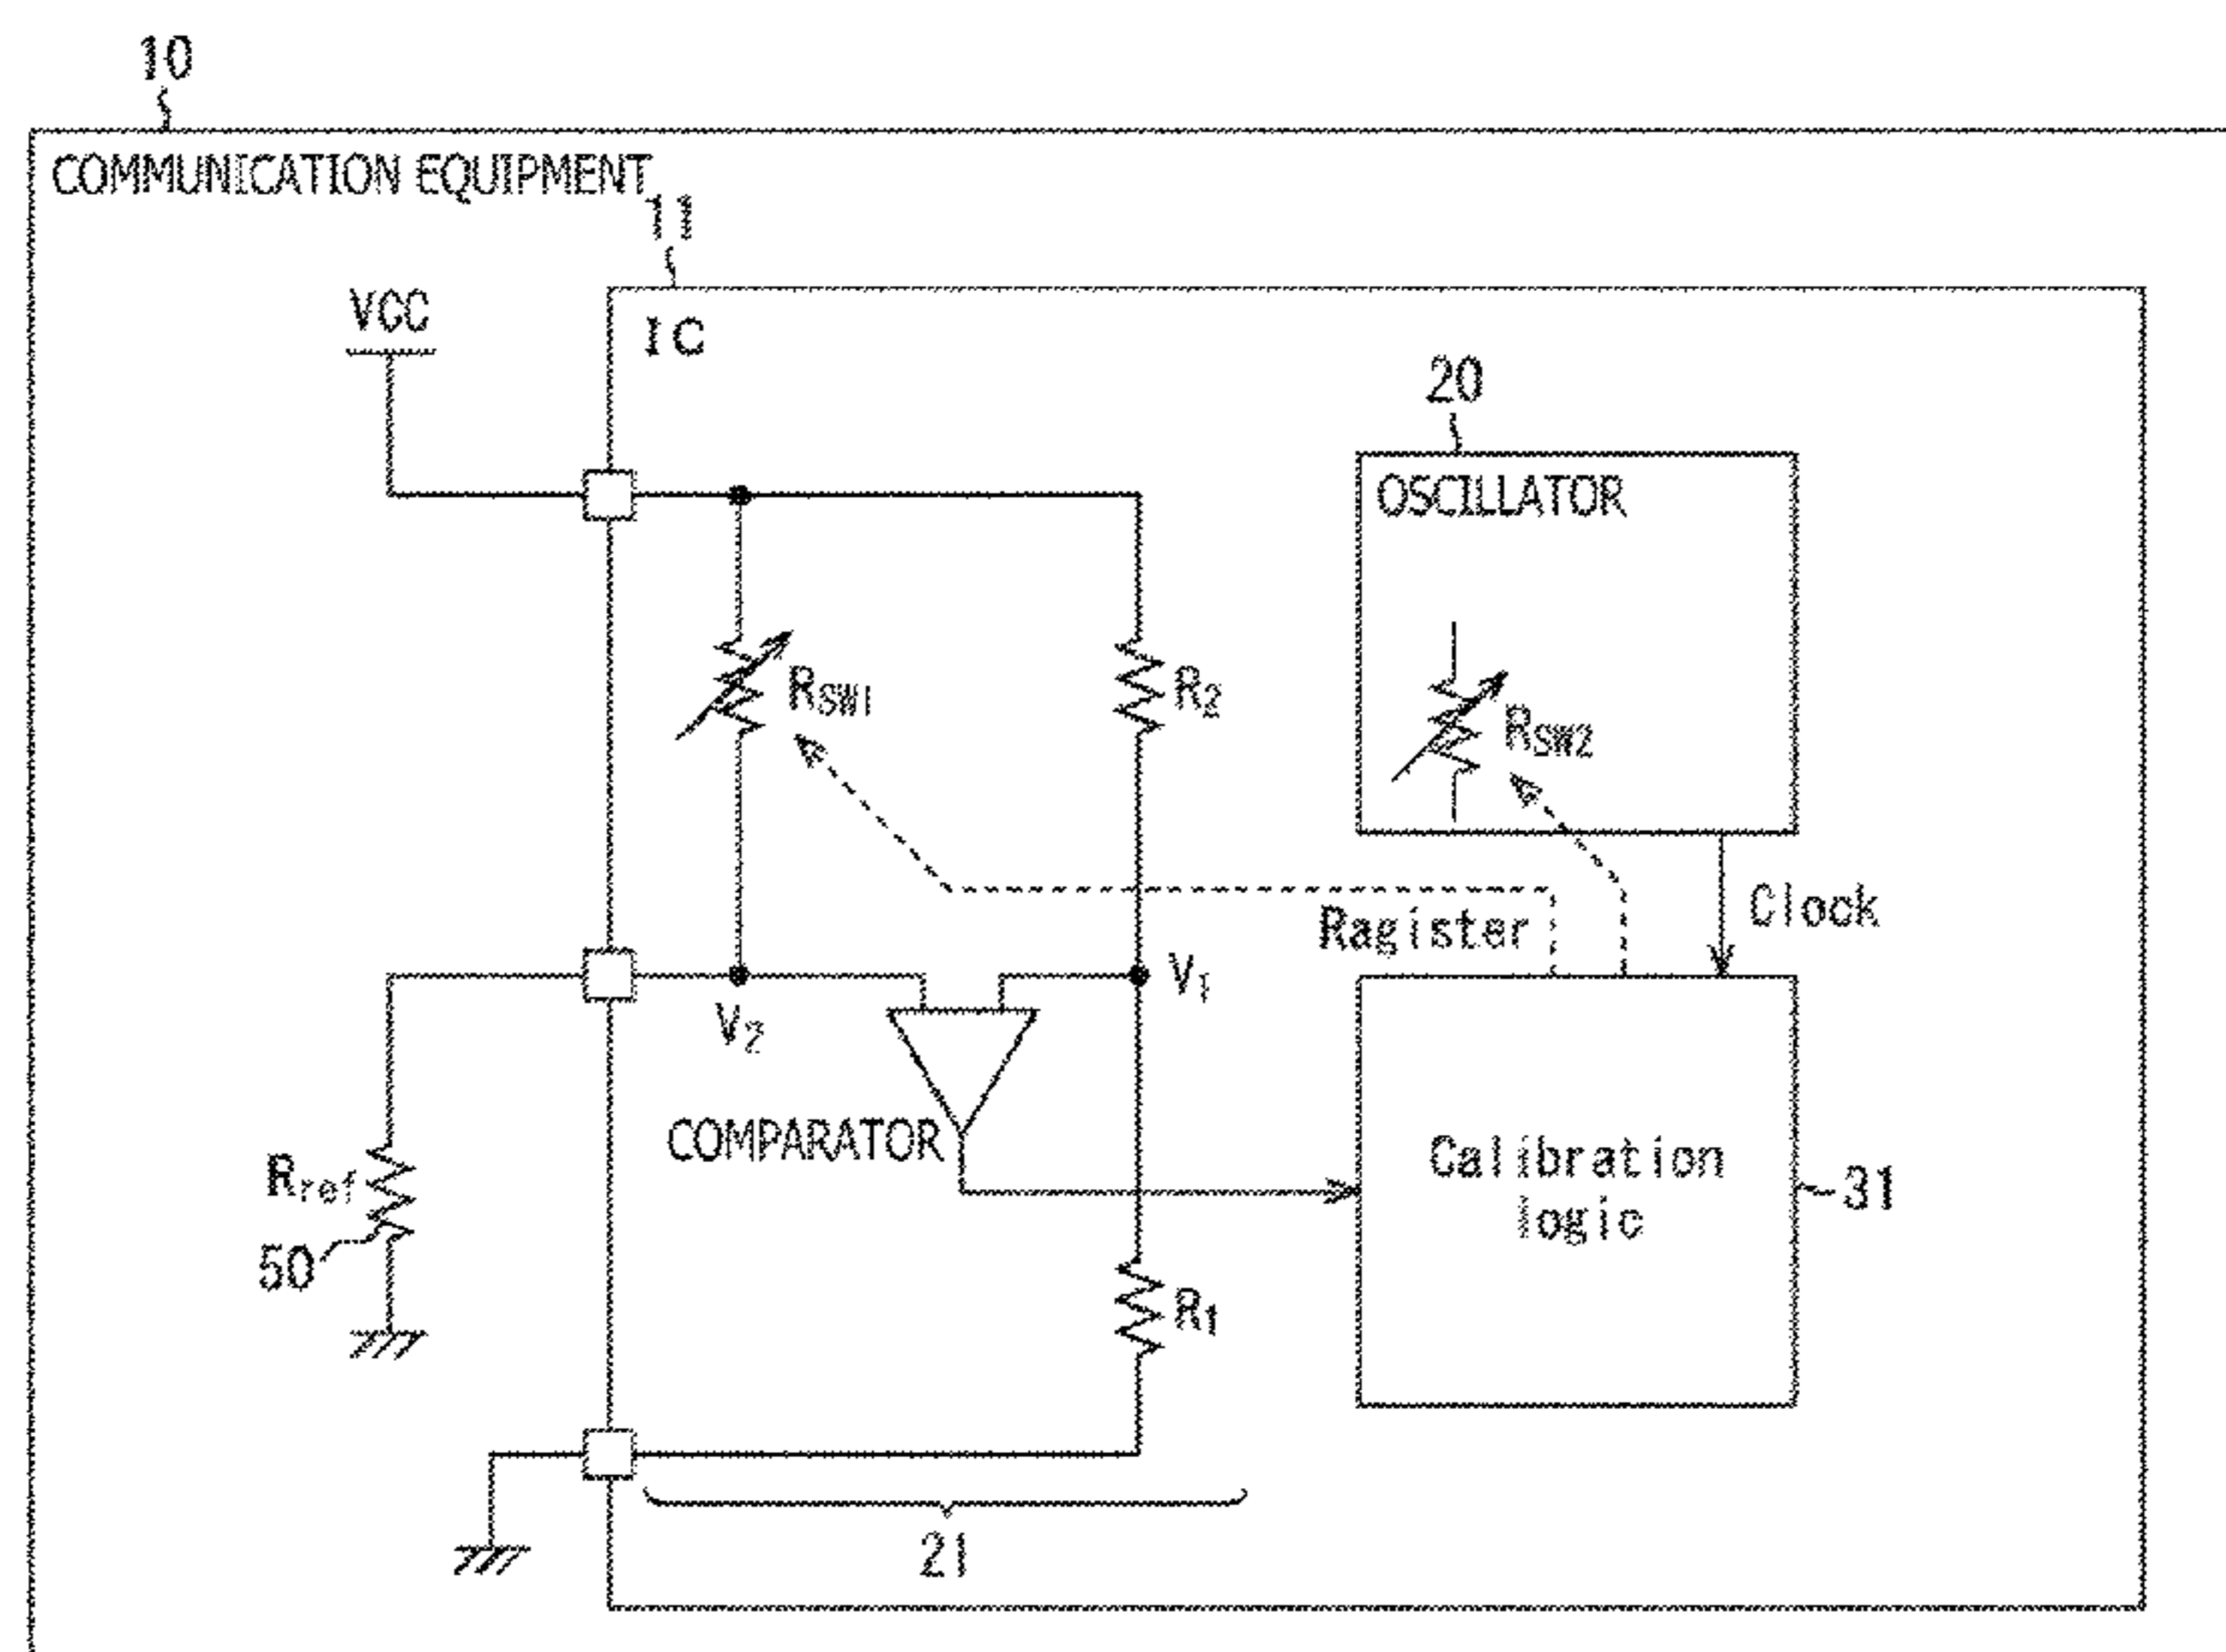 10
COMMUNICATION EQUIPMENT
11
VCC
IC
20
OSCILLATOR
RSW1
R2
RSW2
Ragister
Clock
V2
V1
COMPARATOR
Calibration
logic
31
Rref
50
R1
21